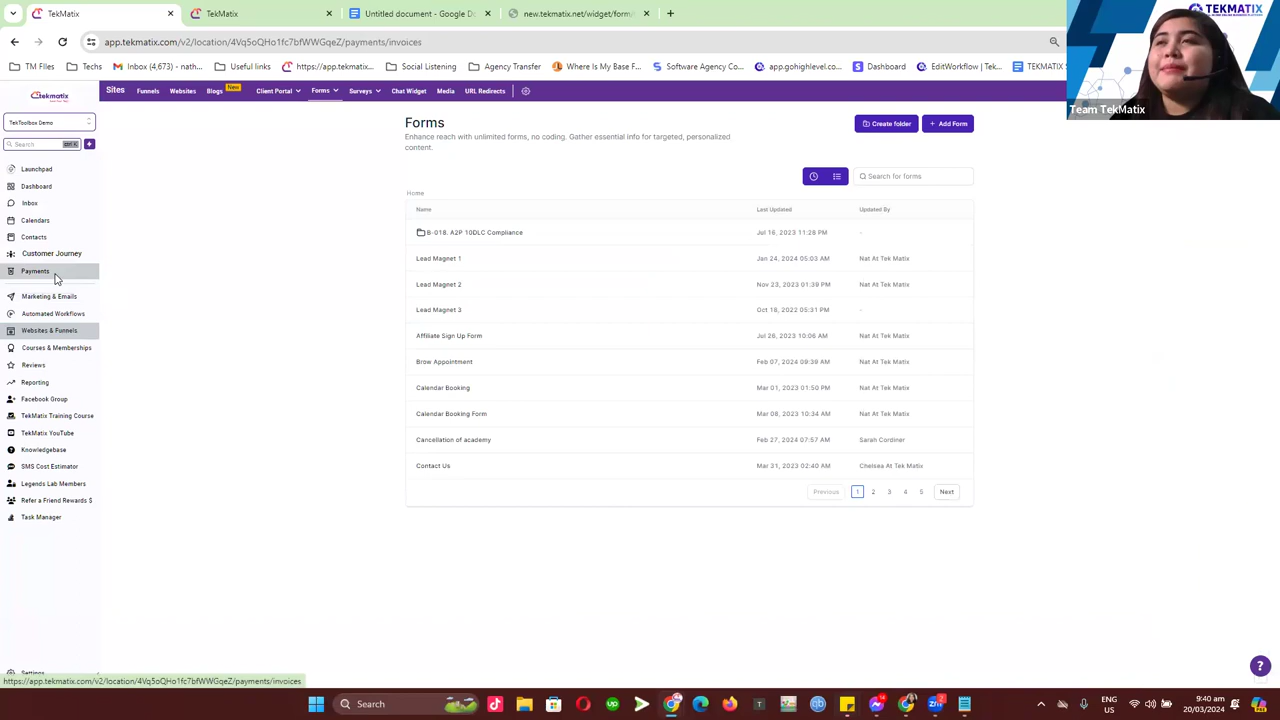 TekMatix
TekMatix
Untitled document - Google D
new.tekmatix.net/widget/form/
app.tekmatix.com/v2/location/4Vq5oQHo1fc7bfWWGqeZ/payments/invoices
TM FIles
Techs
Inbox (4,673) - nath...
Useful links
https://app.tekmatix...
Social Listening
Agency Transfer
Where Is My Base F...
Software Agency Co...
app.gohighlevel.co...
Dashboard
EditWorkflow | Tek...
TEKMATIX
TEKMATIX
Team TekMatix
tekmatix
TekToolbox Demo
Search
ctrl K
Launchpad
Dashboard
Inbox
Calendars
Contacts
Customer Journey
Payments
Marketing & Emails
Automated Workflows
Websites & Funnels
Courses & Memberships
Reviews
Reporting
Facebook Group
TekMatix Training Course
TekMatix YouTube
Knowledgebase
SMS Cost Estimator
Legends Lab Members
Refer a Friend Rewards $
Task Manager
Settings
Sites
Funnels
Websites
Blogs
New
Client Portal
Forms
Surveys
Chat Widget
Media
URL Redirects
Forms
Enhance reach with unlimited forms, no coding. Gather essential info for targeted, personalized
content.
Create folder
+ Add Form
Search for forms
Home
Name Last Updated Updated By
B-018. A2P 10DLC Compliance Jul 16, 2023 11:28 PM -
Lead Magnet 1 Jan 24, 2024 05:03 AM Nat At Tek Matix
Lead Magnet 2 Nov 23, 2023 01:39 PM Nat At Tek Matix
Lead Magnet 3 Oct 18, 2022 05:31 PM -
Affiliate Sign Up Form Jul 26, 2023 10:06 AM Nat At Tek Matix
Brow Appointment Feb 07, 2024 09:39 AM Nat At Tek Matix
Calendar Booking Mar 01, 2023 01:50 PM Nat At Tek Matix
Calendar Booking Form Mar 08, 2023 10:34 AM Nat At Tek Matix
Cancellation of academy Feb 27, 2024 07:57 AM Sarah Cordiner
Contact Us Mar 31, 2023 02:40 AM Chelsea At Tek Matix
Previous 1 2 3 4 5 Next
?
https://app.tekmatix.com/v2/location/4Vq5oQHo1fc7bfWWGqeZ/payments/invoices
Search
ENG
US
9:40 am
20/03/2024